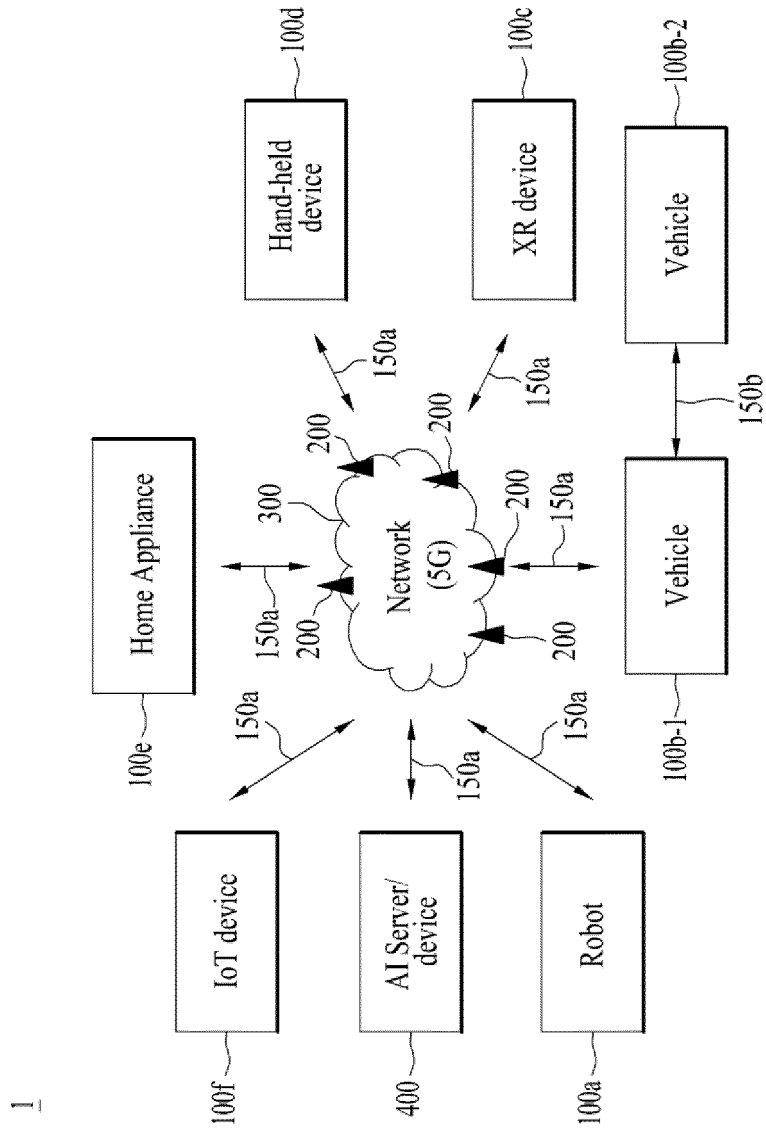 1
100e
Home Appliance
100f
IoT device
150a
150a
200
300
200
Hand-held
device
100d
150a
400
AI Server/
device
150a
Network
(5G)
200
150a
XR device
100c
100a
Robot
150a
200
200
150a
100b-1
Vehicle
150b
Vehicle
100b-2